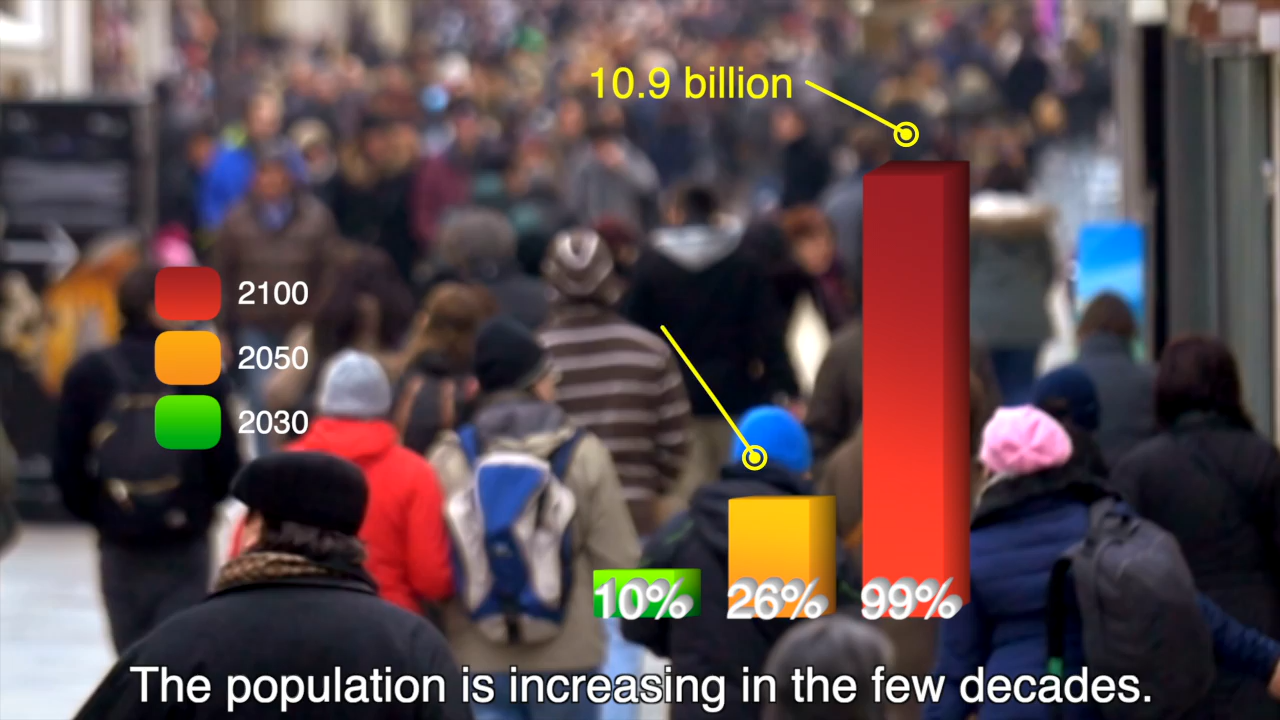 10.9 billion
2100
2050
2030
10% 26% 99%
The population is increasing in the few decades.